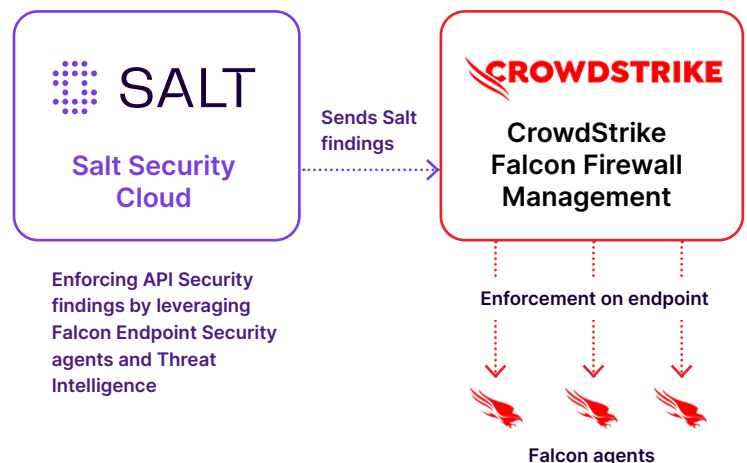 SALT
Salt Security
Cloud
Sends Salt
findings
CROWDSTRIKE
CrowdStrike
Falcon Firewall
Management
Enforcing API Security
findings by leveraging
Falcon Endpoint Security
agents and Threat
Intelligence
Enforcement on endpoint
Falcon agents